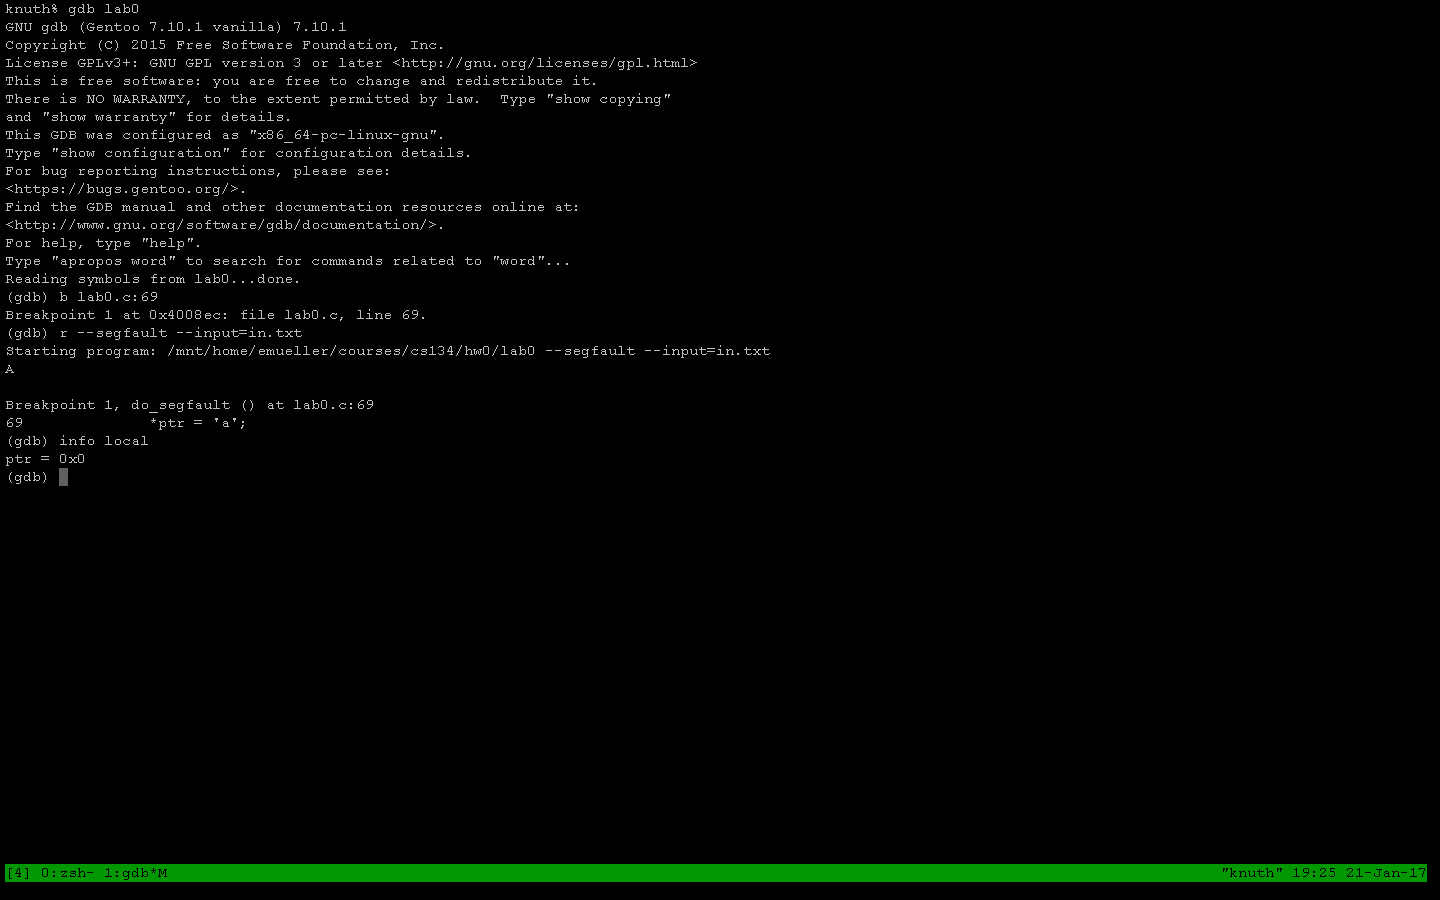 knuth% gdb lab0
GNU gdb (Gentoo 7.10.1 vanilla) 7.10.1
Copyright (C) 2015 Free Software Foundation, Inc.
License GPLv3+: GNU GPL version 3 or later <http://gnu.org/licenses/gpl.html>
This is free software: you are free to change and redistribute it.
There is NO WARRANTY, to the extent permitted by law.  Type "show copying"
and "show warranty" for details.
This GDB was configured as "x86_64-pc-linux-gnu".
Type "show configuration" for configuration details.
For bug reporting instructions, please see:
<https://bugs.gentoo.org/>.
Find the GDB manual and other documentation resources online at:
<http://www.gnu.org/software/gdb/documentation/>.
For help, type "help".
Type "apropos word" to search for commands related to "word"...
Reading symbols from lab0...done.
(gdb) b lab0.c:69
Breakpoint 1 at 0x4008ec: file lab0.c, line 69.
(gdb) r --segfault --input=in.txt
Starting program: /mnt/home/emueller/courses/cs134/hw0/lab0 --segfault --input=in.txt
A
Breakpoint 1, do_segfault () at lab0.c:69
69              *ptr = 'a';
(gdb) info local
ptr = 0x0
(gdb)
[4] 0:zsh- 1:gdb*M "knuth" 19:25 21-Jan-17